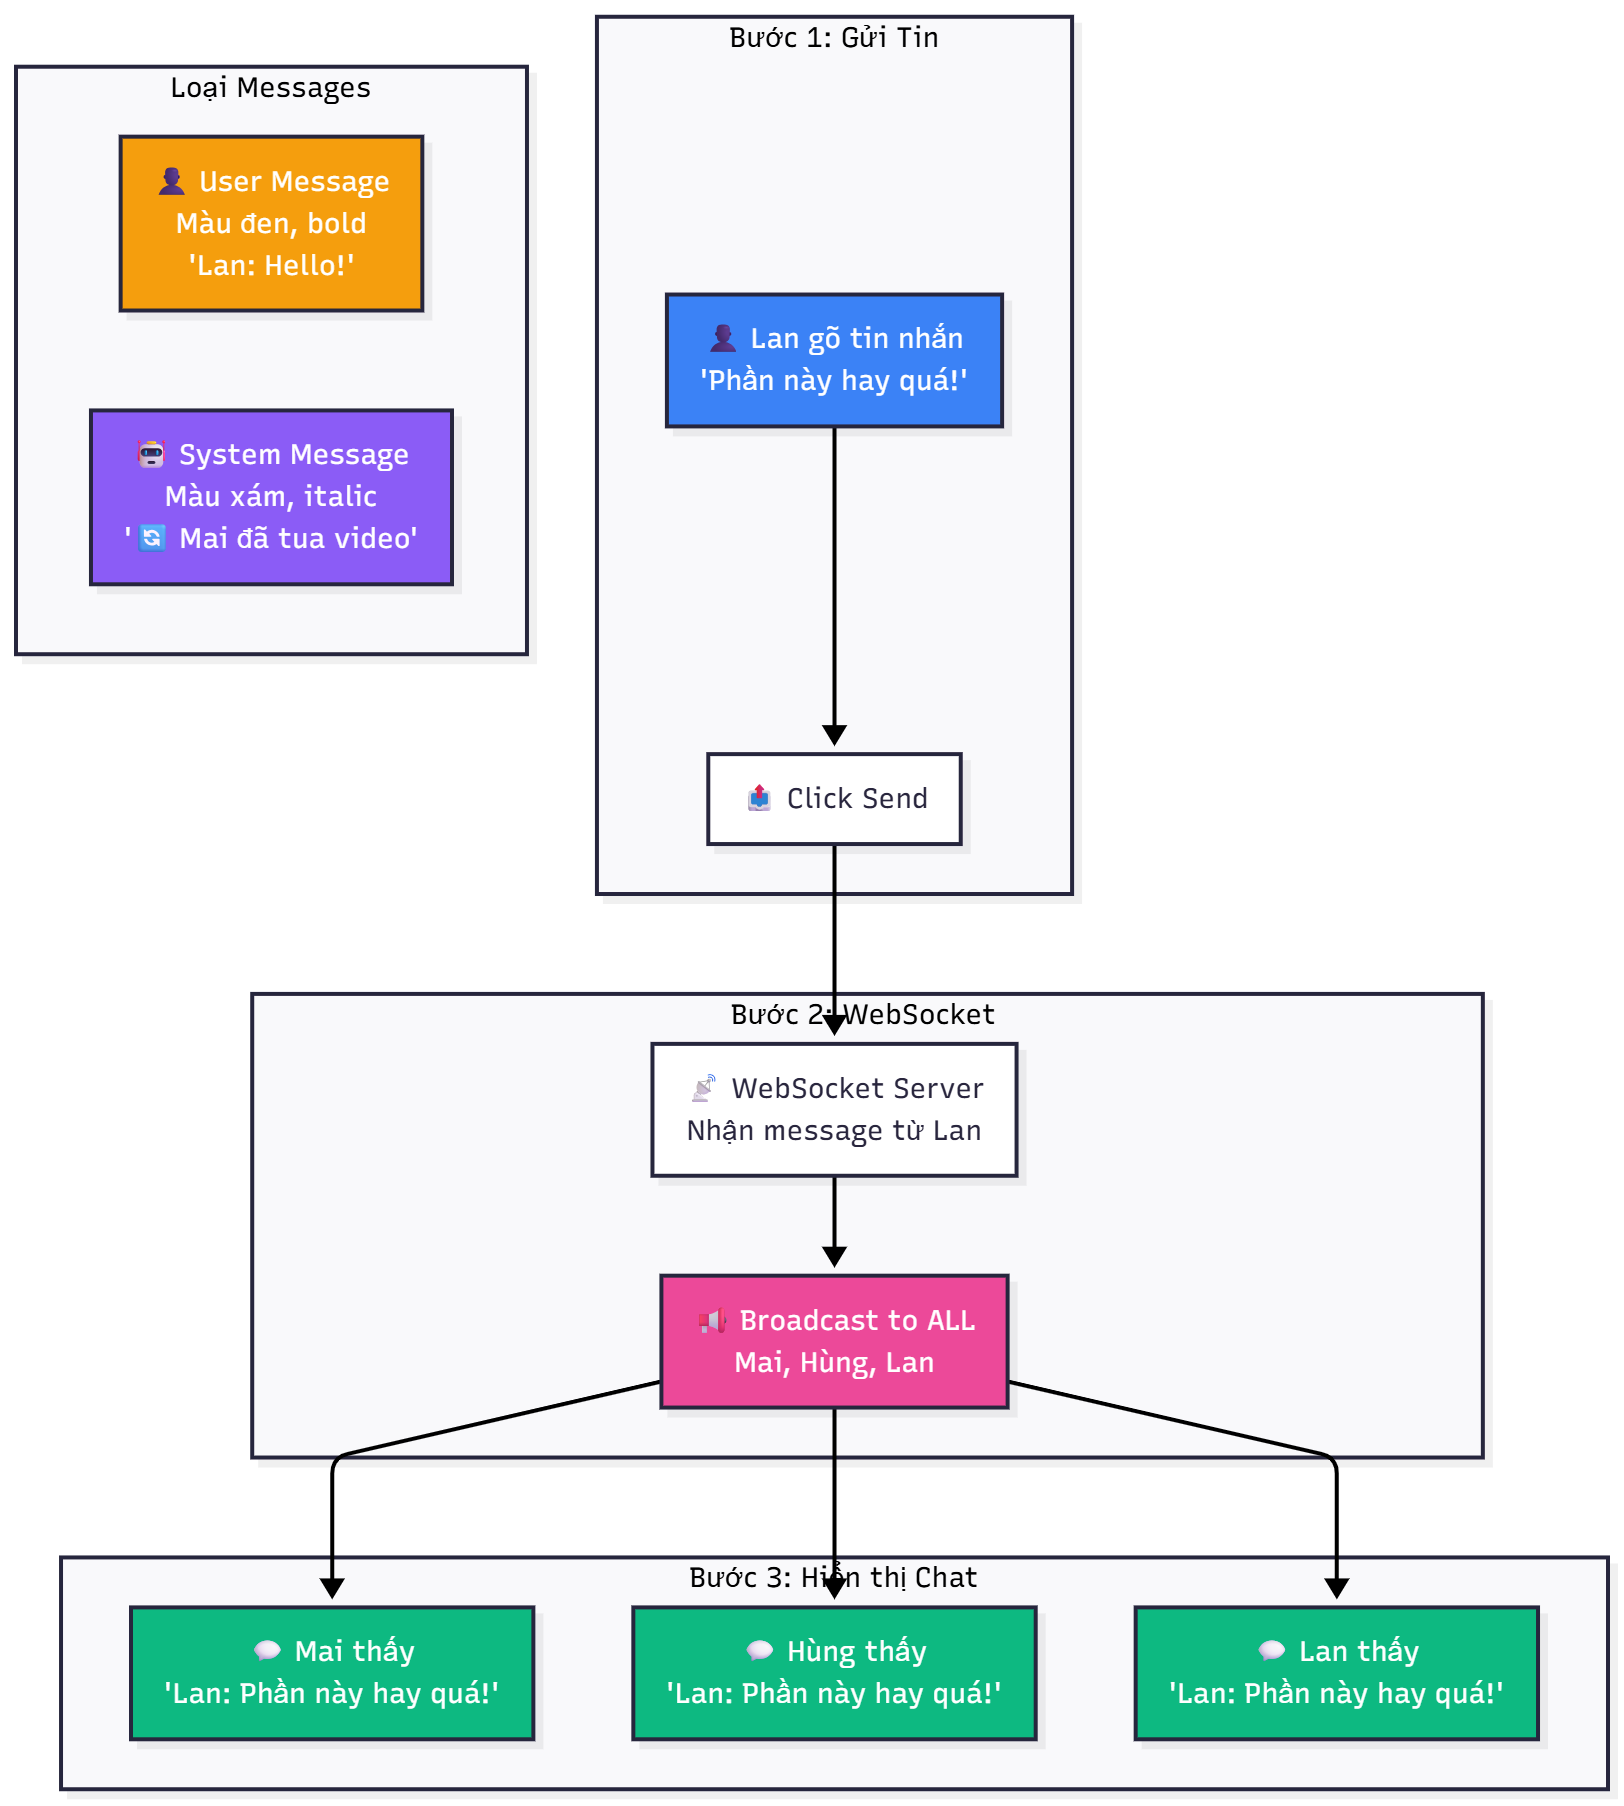 Loại Messages
👤 User Message
Màu đen, bold
'Lan: Hello!'
🤖 System Message
Màu xám, italic
'🔄 Mai đã tua video'
Bước 1: Gửi Tin
👤 Lan gõ tin nhắn
'Phần này hay quá!'
📤 Click Send
Bước 2: WebSocket
📡 WebSocket Server
Nhận message từ Lan
📢 Broadcast to ALL
Mai, Hùng, Lan
Bước 3: Hiển thị Chat
💬 Mai thấy
'Lan: Phần này hay quá!'
💬 Hùng thấy
'Lan: Phần này hay quá!'
💬 Lan thấy
'Lan: Phần này hay quá!'